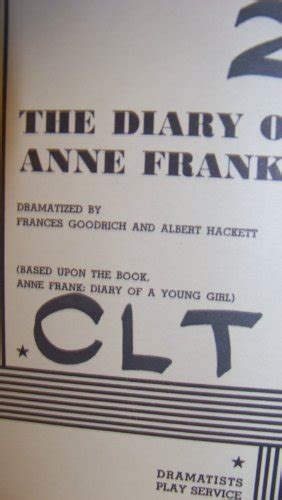 2
THE DIARY O
ANNE FRANK
DRAMATIZED BY
FRANCES GOODRICH AND ALBERT HACKETT
(BASED UPON THE BOOK,
ANNE FRANK: DIARY OF A YOUNG GIRL)
CLT
DRAMATISTS
PLAY SERVICE